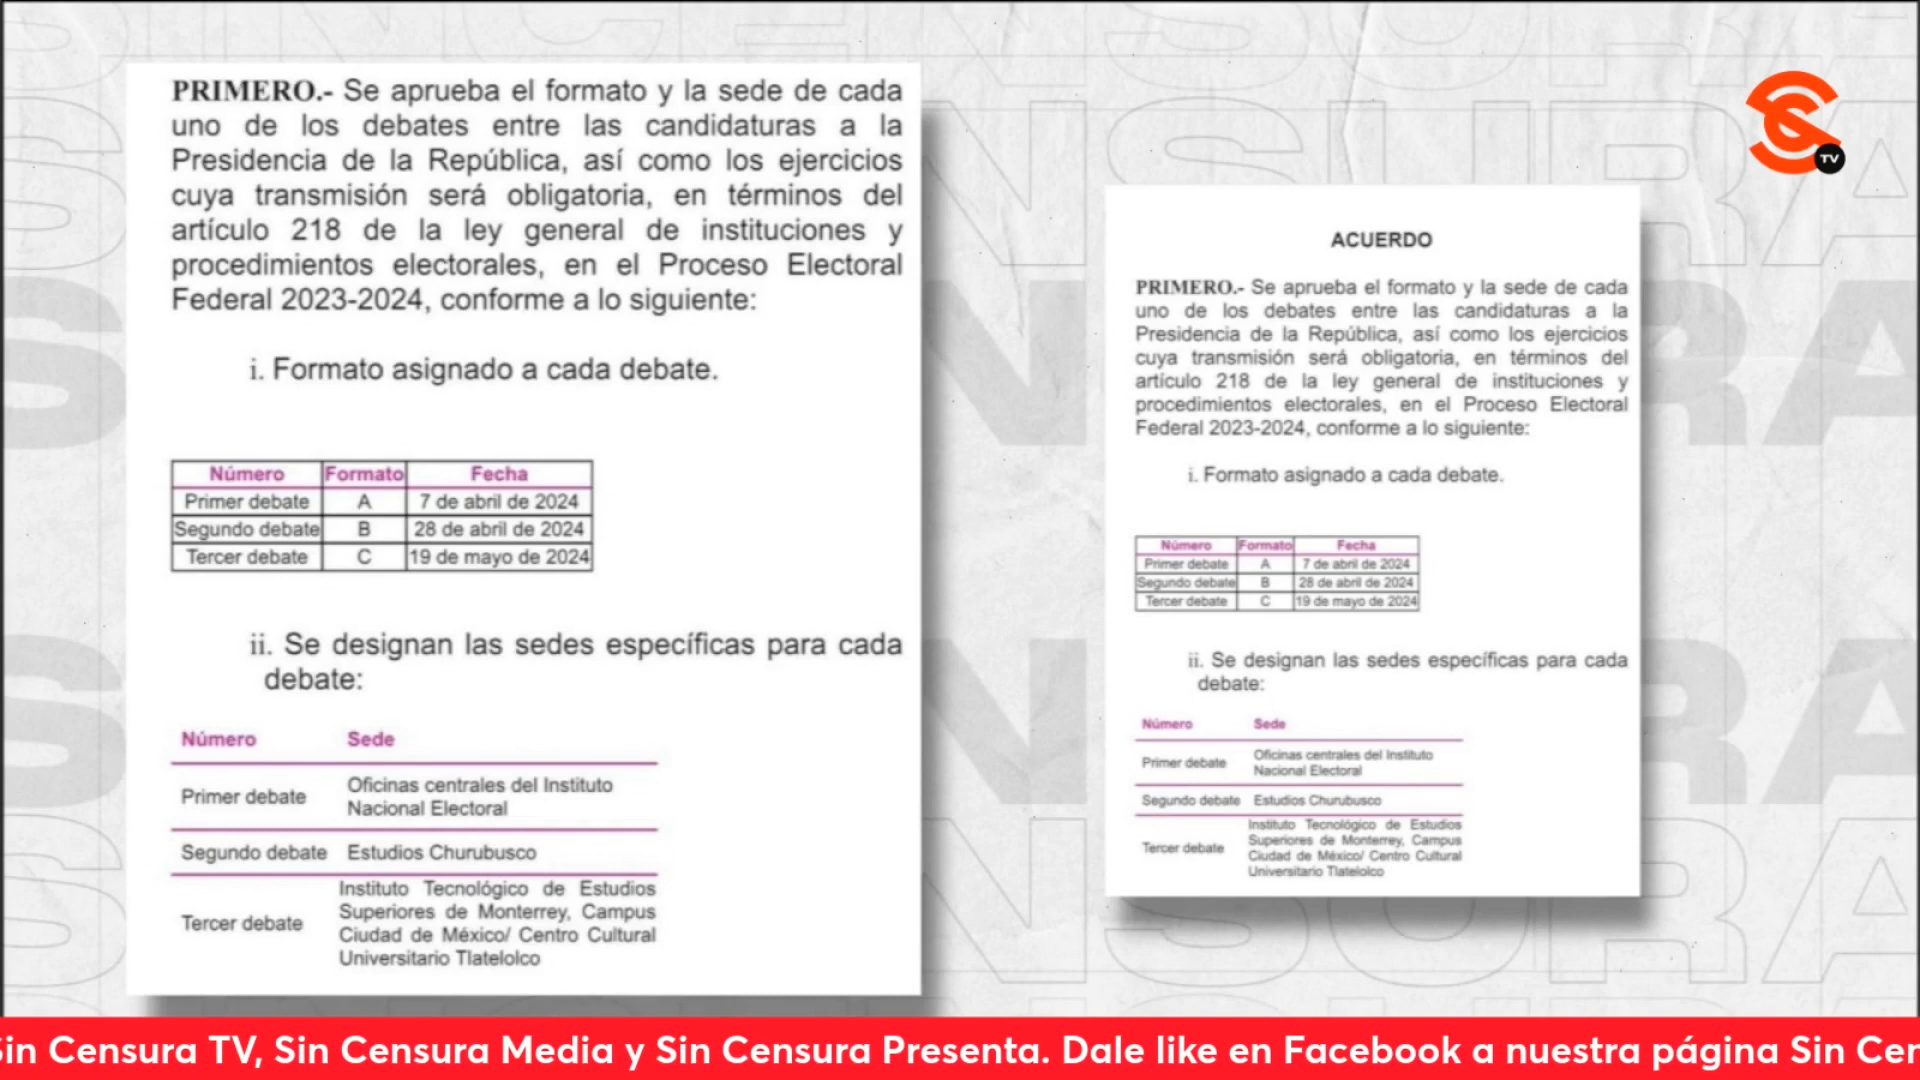 PRIMERO.- Se aprueba el formato y la sede de cada
uno de los debates entre las candidaturas a la
Presidencia de la República, así como los ejercicios
cuya transmisión será obligatoria, en términos del
artículo 218 de la ley general de instituciones y
procedimientos electorales, en el Proceso Electoral
Federal 2023-2024, conforme a lo siguiente:
i. Formato asignado a cada debate.
Número Formato Fecha
Primer debate A 7 de abril de 2024
Segundo debate B 28 de abril de 2024
Tercer debate C 19 de mayo de 2024
ii. Se designan las sedes específicas para cada
debate:
Número Sede
Primer debate Oficinas centrales del Instituto
Nacional Electoral
Segundo debate Estudios Churubusco
Tercer debate Instituto Tecnológico de Estudios
Superiores de Monterrey, Campus
Ciudad de México/ Centro Cultural
Universitario Tlatelolco
TV
ACUERDO
PRIMERO.- Se aprueba el formato y la sede de cada
uno de los debates entre las candidaturas a la
Presidencia de la República, así como los ejercicios
cuya transmisión será obligatoria, en términos del
artículo 218 de la ley general de instituciones y
procedimientos electorales, en el Proceso Electoral
Federal 2023-2024, conforme a lo siguiente:
i. Formato asignado a cada debate.
Número Formato Fecha
Primer debate A 7 de abril de 2024
Segundo debate B 28 de abril de 2024
Tercer debate C 19 de mayo de 2024
ii. Se designan las sedes específicas para cada
debate:
Número Sede
Primer debate Oficinas centrales del Instituto
Nacional Electoral
Segundo debate Estudios Churubusco
Tercer debate Instituto Tecnológico de Estudios
Superiores de Monterrey, Campus
Ciudad de México/ Centro Cultural
Universitario Tlatelolco
Sin Censura TV, Sin Censura Media y Sin Censura Presenta. Dale like en Facebook a nuestra página Sin Cen